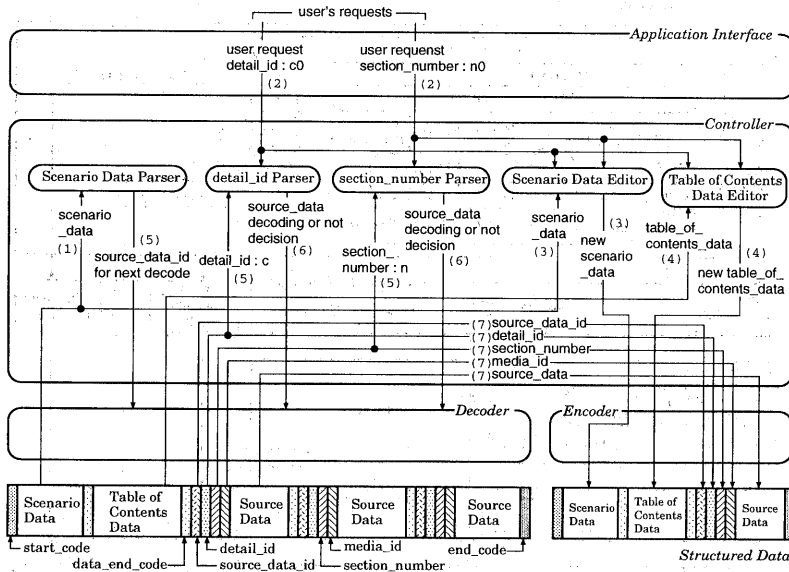 user's requests
Application Interface
user request
detail_id : c0
(2)
user requenst
section_number : n0
(2)
Controller
Scenario Data Parser
detail_id Parser
section_number Parser
Scenario Data Editor
Table of Contents
Data Editor
scenario
_data
(1)
(5)
source_data_id
for next decode
source_data
decoding or not
decision
(6)
detail_id : c
(5)
section_
number : n
(5)
source_data
decoding or not
decision
(6)
scenario
_data
(3)
(3)
new
scenario
_data
table_of_
contents_data
(4)
(4)
new table_of_
contents_data
(7)source_data_id
(7)detail_id
(7)section_number
(7)media_id
(7)source_data
Decoder
Encoder
Scenario
Data
Table of
Contents
Data
Source
Data
Source
Data
Source
Data
Scenario
Data
Table of
Contents
Data
Source
Data
start_code
data_end_code
detail_id
source_data_id
media_id
section_number
end_code
Structured Data